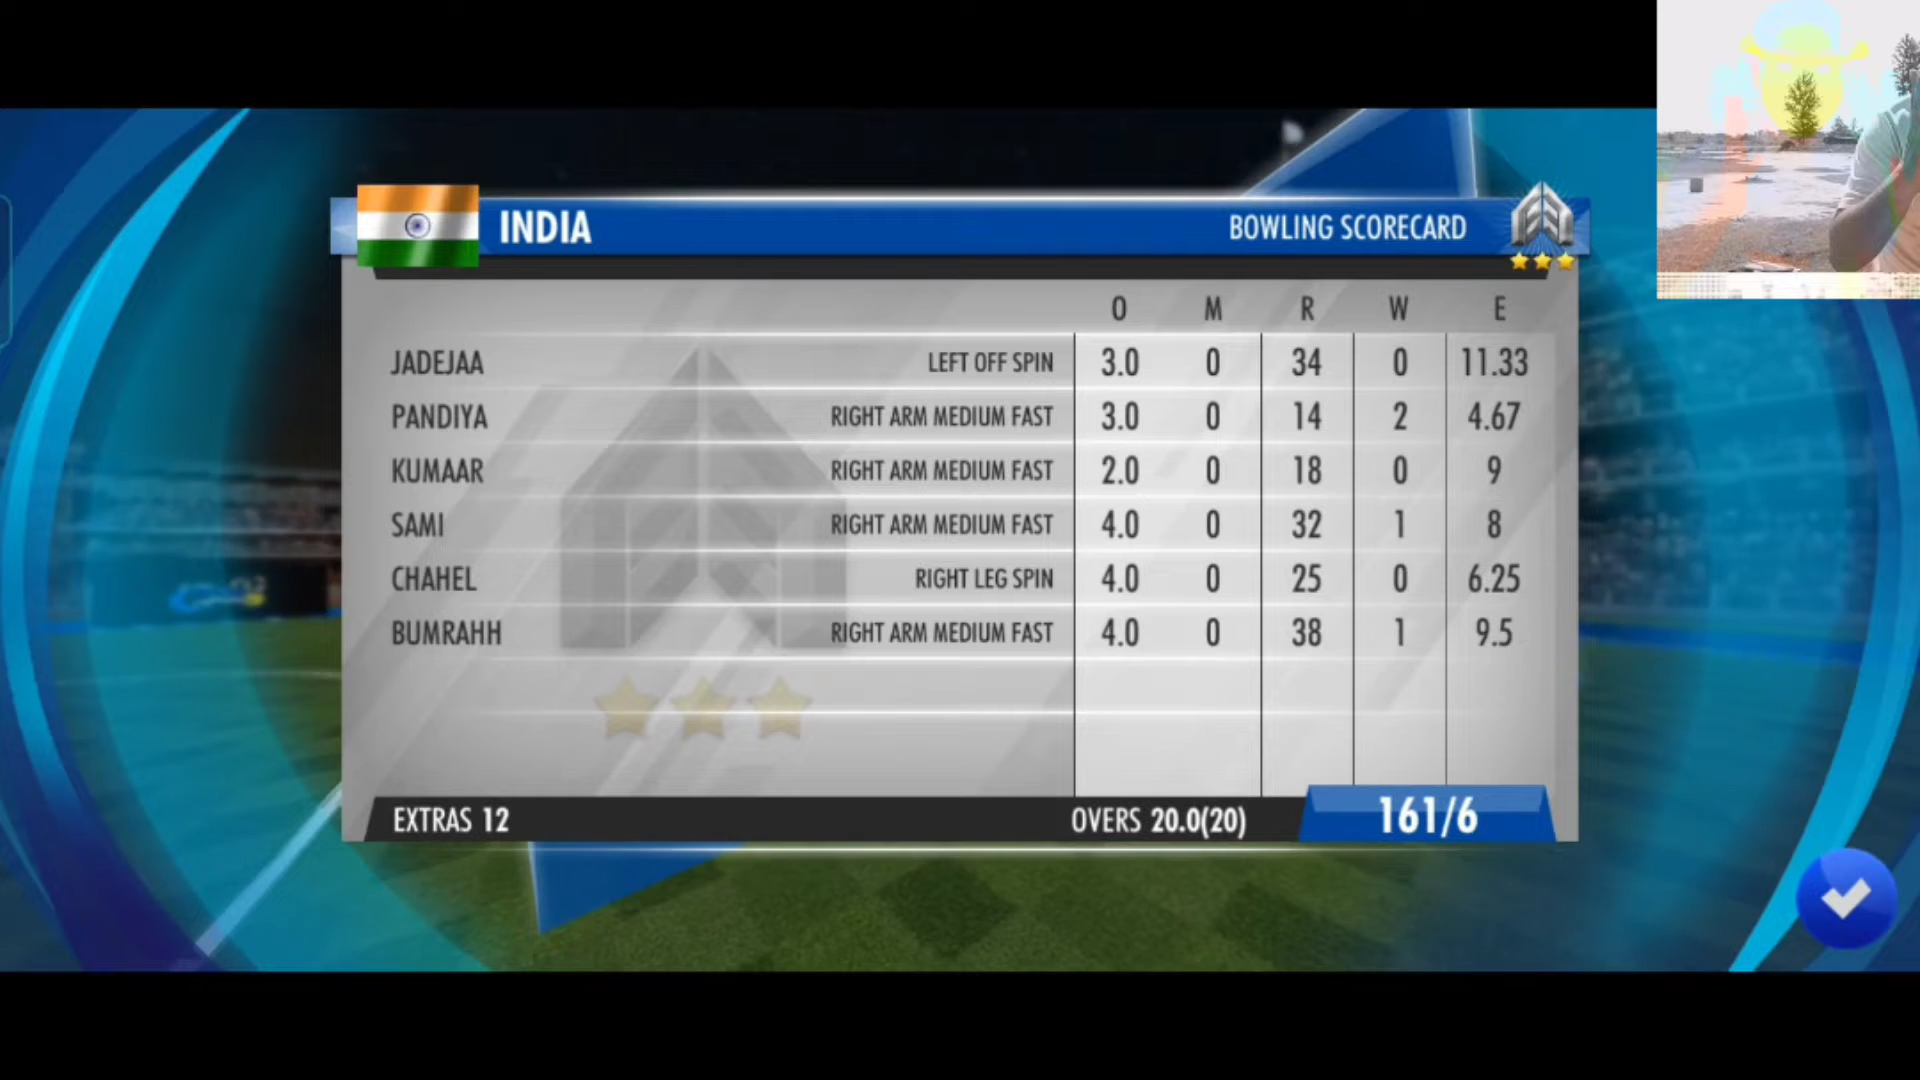 INDIA BOWLING SCORECARD
O M R W E
JADEJAA LEFT OFF SPIN 3.0 0 34 0 11.33
PANDIYA RIGHT ARM MEDIUM FAST 3.0 0 14 2 4.67
KUMAAR RIGHT ARM MEDIUM FAST 2.0 0 18 0 9
SAMI RIGHT ARM MEDIUM FAST 4.0 0 32 1 8
CHAHEL RIGHT LEG SPIN 4.0 0 25 0 6.25
BUMRAHH RIGHT ARM MEDIUM FAST 4.0 0 38 1 9.5
EXTRAS 12 OVERS 20.0(20) 161/6